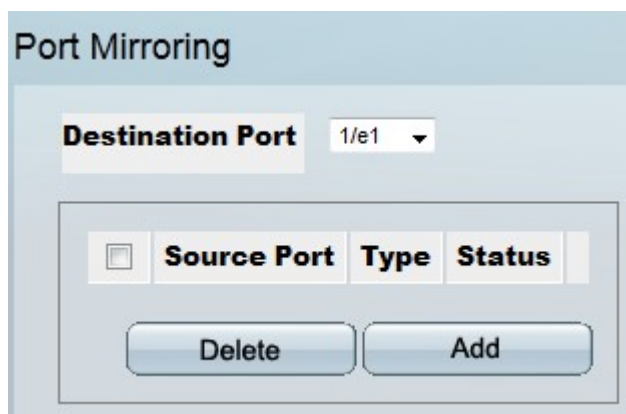 Port Mirroring
Destination Port 1/e1
Source Port Type Status
Delete Add